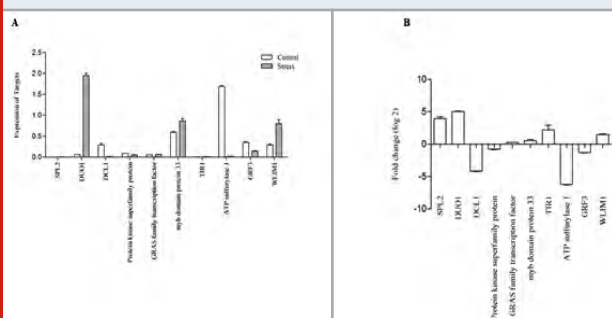 A
Expression of Targets
2.5
2.0
1.5
1.0
0.5
0.0
Control
Stress
SPL2
DUO1
DCL1
Protein kinase superfamily protein
GRAS family transcription factor
myb domain protein 33
TIR1
ATP sulfurylase 1
GRF3
WLIM1
B
Fold change (log 2)
10
5
0
-5
-10
SPL2
DUO1
DCL1
Protein kinase superfamily protein
GRAS family transcription factor
myb domain protein 33
TIR1
ATP sulfurylase 1
GRF3
WLIM1